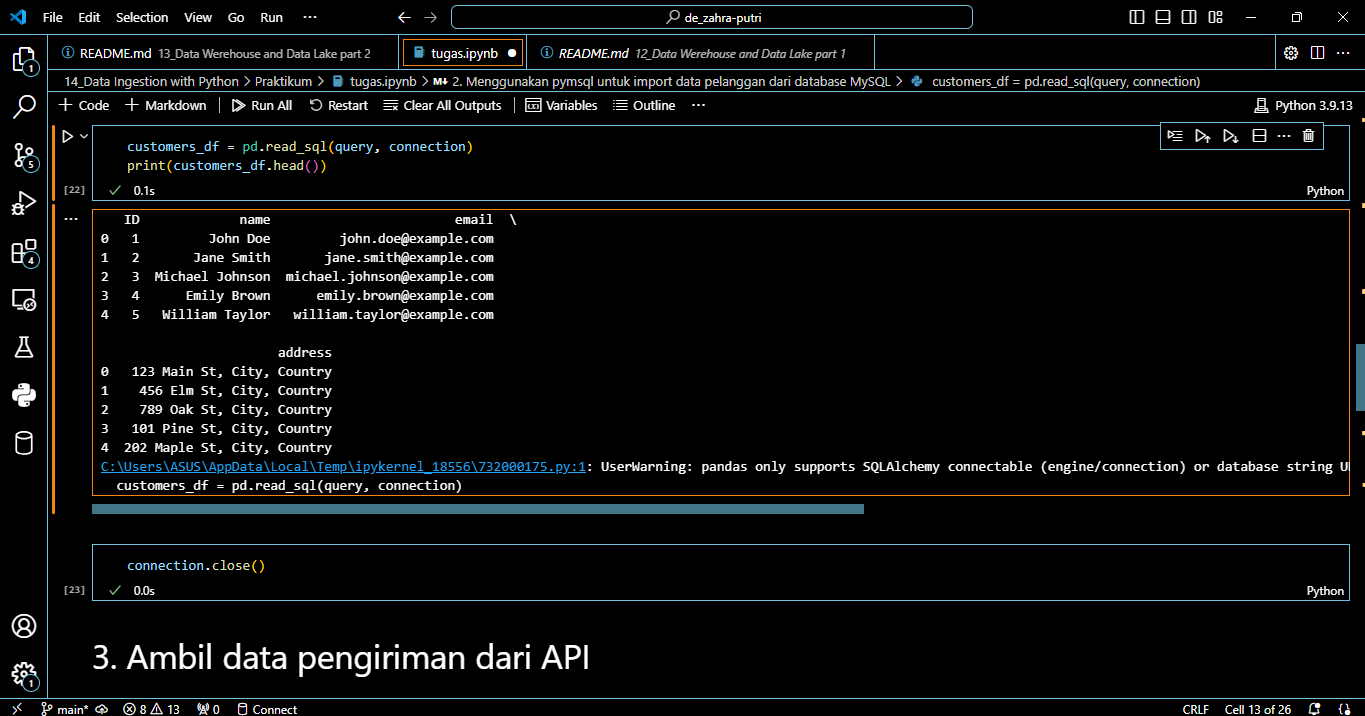 File Edit Selection View Go Run ··· de_zahra-putri
README.md 13_Data Werehouse and Data Lake part 2 tugas.ipynb README.md 12_Data Werehouse and Data Lake part 1
14_Data Ingestion with Python > Praktikum > tugas.ipynb > M↓ 2. Menggunakan pymsql untuk import data pelanggan dari database MySQL > customers_df = pd.read_sql(query, connection)
+ Code + Markdown Run All Restart Clear All Outputs Variables Outline ··· Python 3.9.13
customers_df = pd.read_sql(query, connection)
print(customers_df.head())
[22] ✓ 0.1s Python
ID name email \
0 1 John Doe john.doe@example.com
1 2 Jane Smith jane.smith@example.com
2 3 Michael Johnson michael.johnson@example.com
3 4 Emily Brown emily.brown@example.com
4 5 William Taylor william.taylor@example.com
address
0 123 Main St, City, Country
1 456 Elm St, City, Country
2 789 Oak St, City, Country
3 101 Pine St, City, Country
4 202 Maple St, City, Country
C:\Users\ASUS\AppData\Local\Temp\ipykernel_18556\732000175.py:1: UserWarning: pandas only supports SQLAlchemy connectable (engine/connection) or database string U
customers_df = pd.read_sql(query, connection)
connection.close()
[23] ✓ 0.0s Python
3. Ambil data pengiriman dari API
1
5
4
1
main* 8 13 0 Connect CRLF Cell 13 of 26